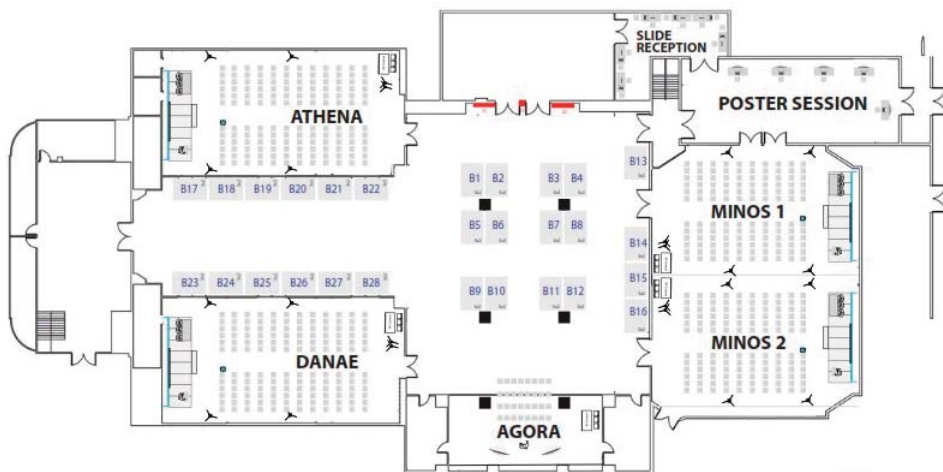 SLIDE
RECEPTION
POSTER SESSION
ATHENA
B13
B1 B2 B3 B4
B17 B18 B19 B20 B21 B22
MINOS 1
B5 B6 B7 B8
B14
B15
B23 B24 B25 B26 B27 B28
B9 B10 B11 B12
B16
MINOS 2
DANAE
AGORA